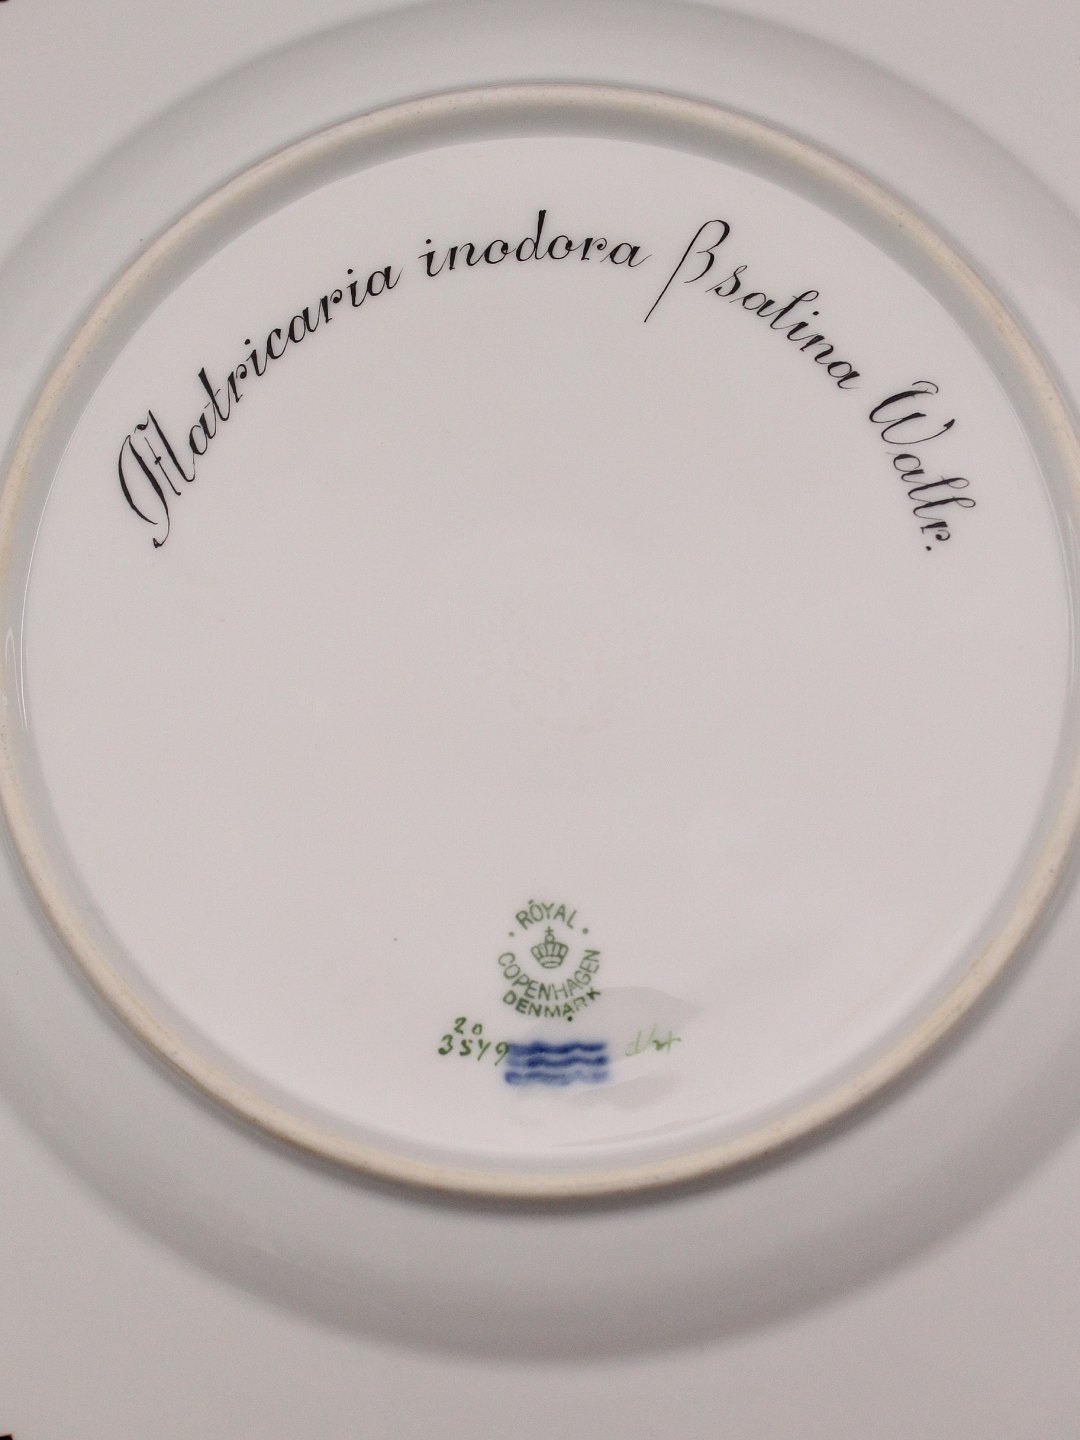 Matricaria inodora β salina Wallr.
ROYAL
COPENHAGEN
DENMARK
20
3549